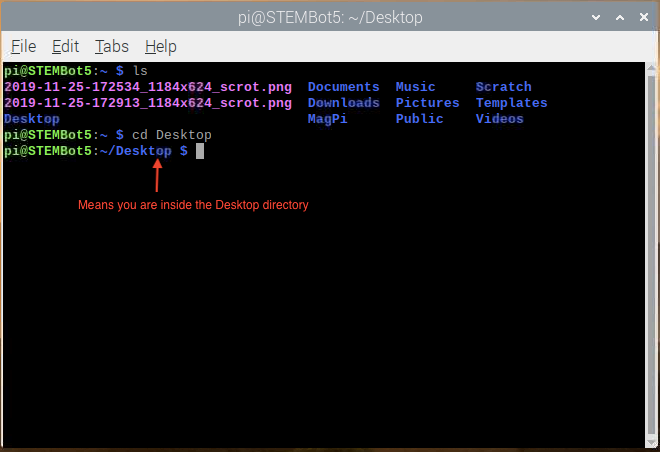 pi@STEMBot5: ~/Desktop
File Edit Tabs Help
pi@STEMBot5:~ $ ls
2019-11-25-172534_1184x624_scrot.png Documents Music Scratch
2019-11-25-172913_1184x624_scrot.png Downloads Pictures Templates
Desktop MagPi Public Videos
pi@STEMBot5:~ $ cd Desktop
pi@STEMBot5:~/Desktop $
Means you are inside the Desktop directory